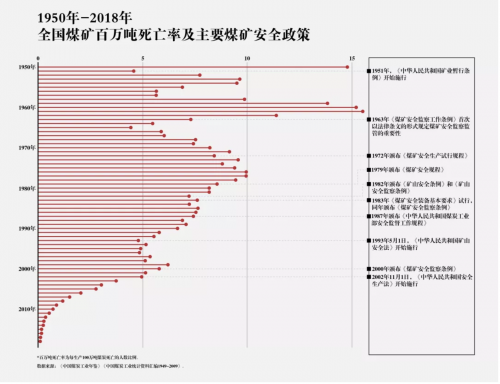 1950年-2018年
全国煤矿百万吨死亡率及主要煤矿安全政策
0
5
10
15
1950年
1951年,《中华人民共和国矿业暂行条
例》开始施行
1960年
1963年《煤矿安全监察工作条例》首次
以法律条文的形式规定煤矿安全监察监
管的重要性
1970年
1972年颁布《煤矿安全生产试行规程》
1979年颁布《煤矿安全规程》
1980年
1982年颁布《矿山安全条例》和《矿山
安全监察条例》
1983年《煤矿安全装备基本要求》试行,
同年颁布《煤矿安全监察条例》
1987年颁布《中华人民共和国煤炭工业
部安全监督工作规程》
1990年
1993年5月1日,《中华人民共和国矿山
安全法》开始施行
2000年
2000年颁布《煤矿安全监察条例》
2002年11月1日,《中华人民共和国安全
生产法》开始施行
2010年
*百万吨死亡率为每生产100万吨煤炭死亡的人数比例。
数据来源:《中国煤炭工业年鉴》《中国煤炭工业统计资料汇编1949-2009》.